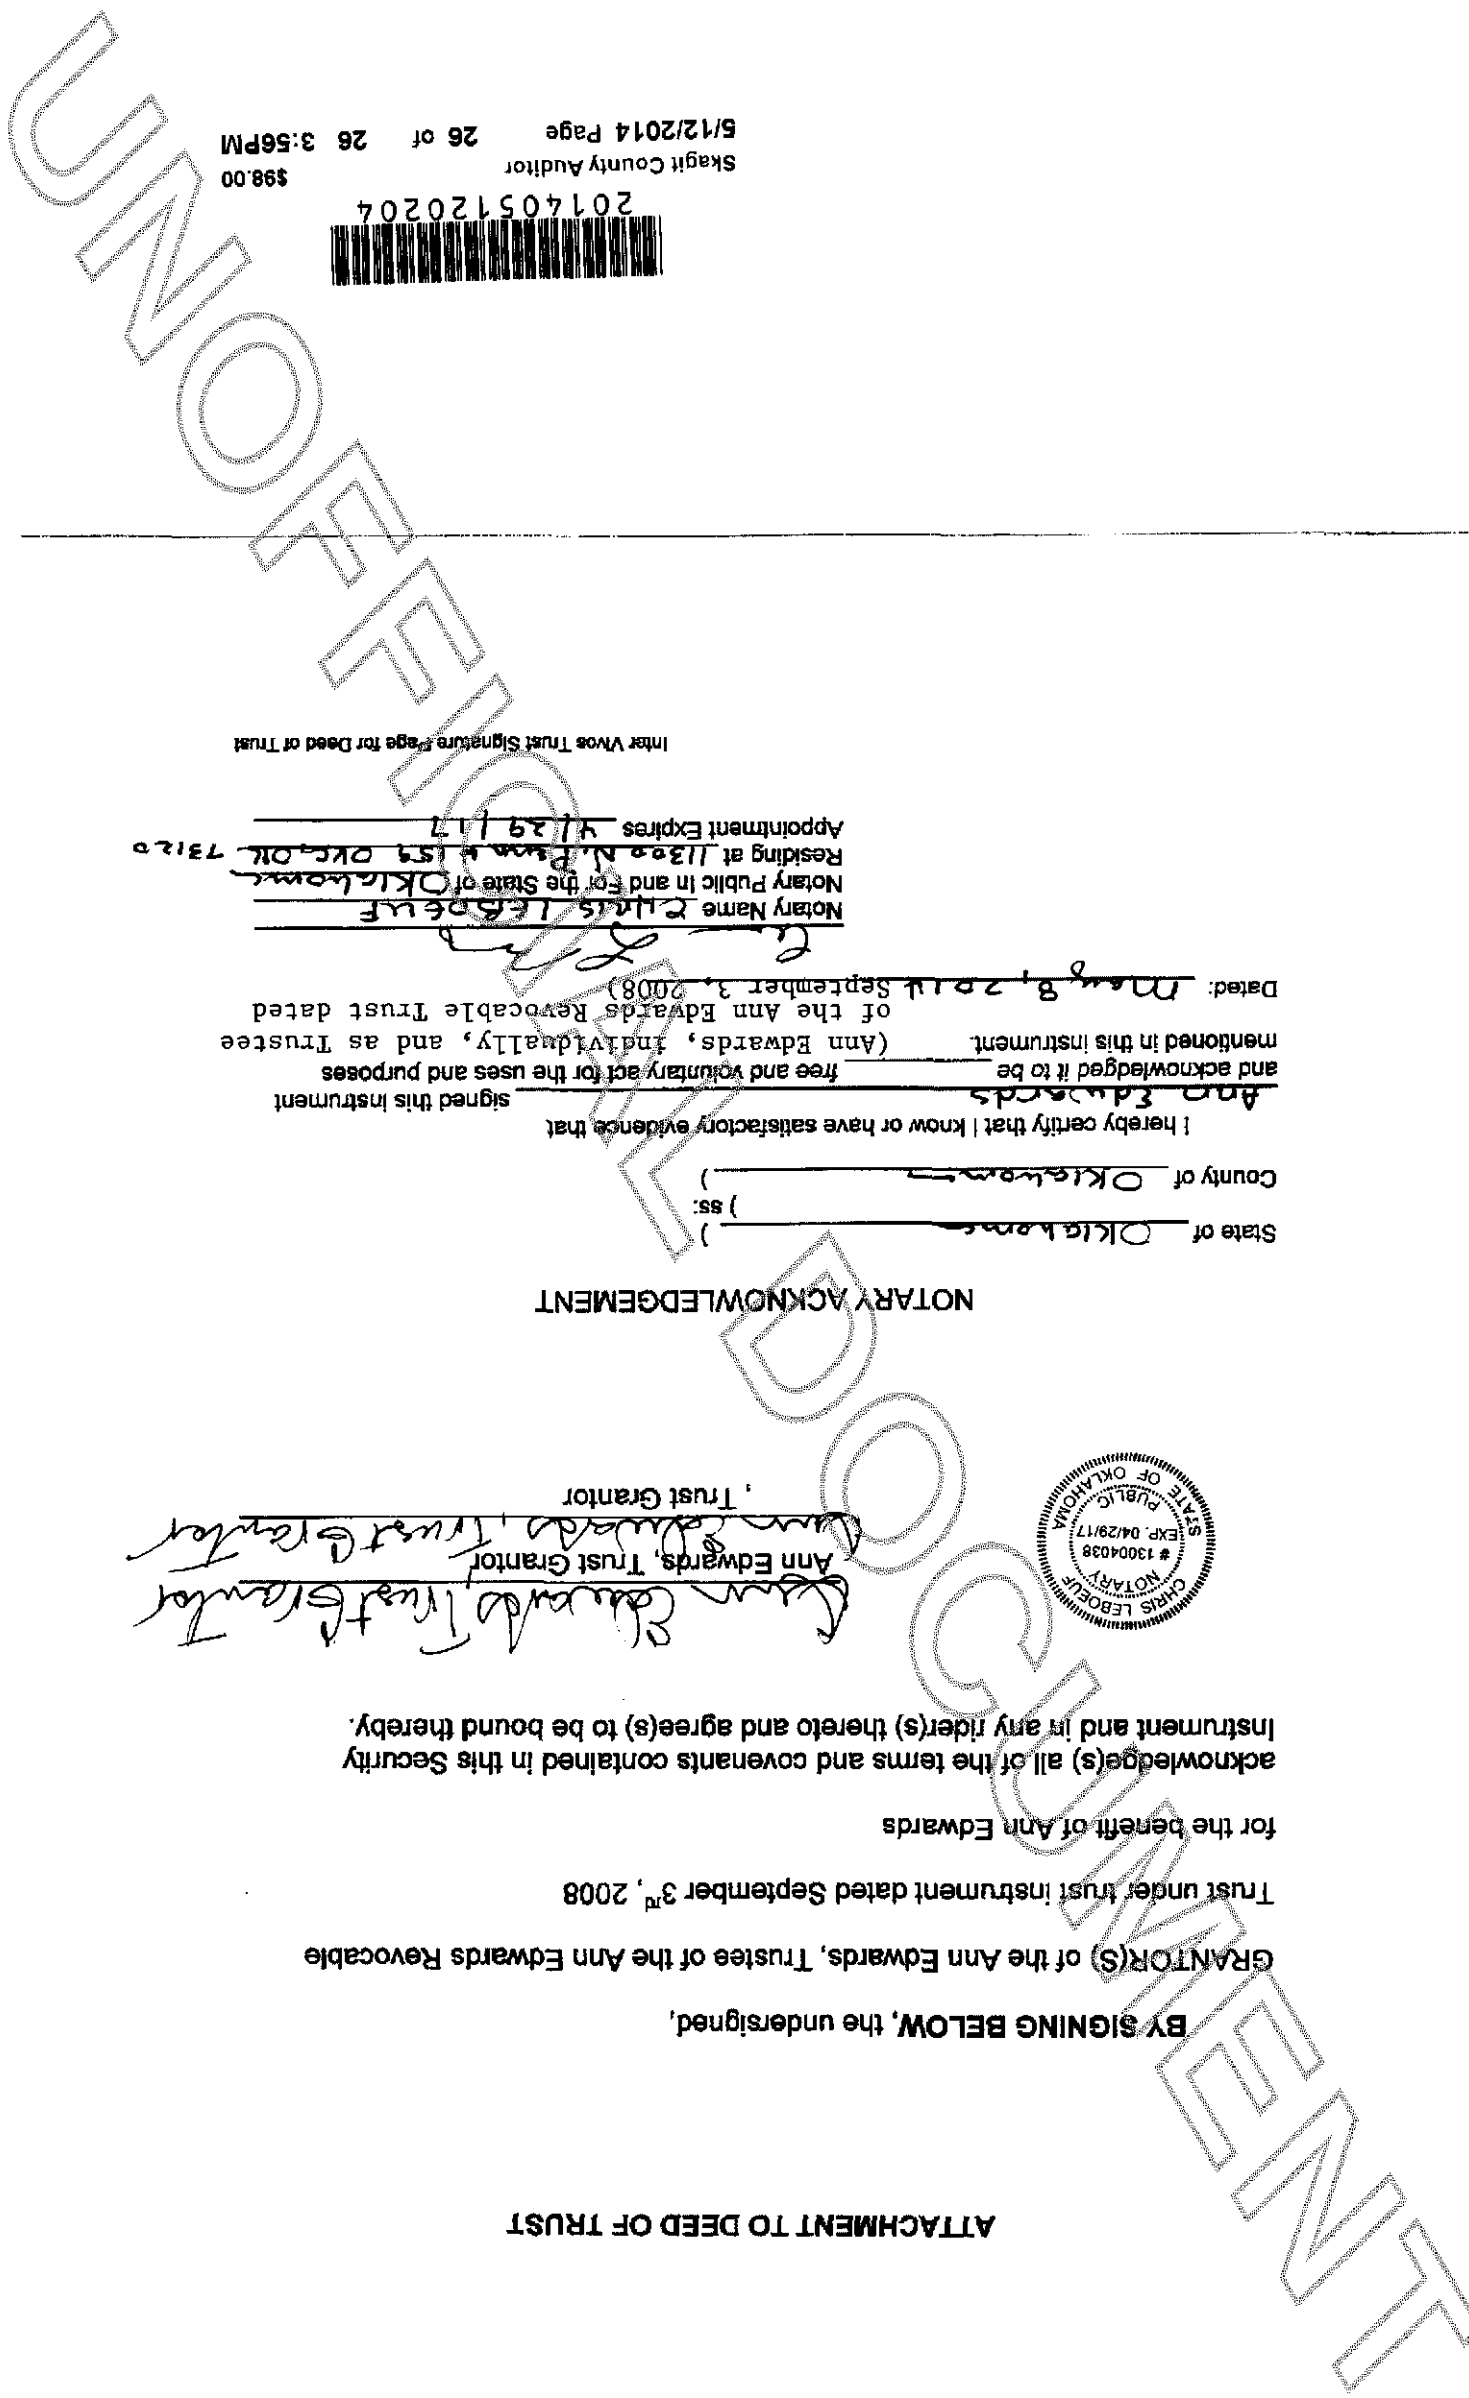 ATTACHMENT TO DEED OF TRUST
BY SIGNING BELOW, the undersigned,
GRANTOR(S) of the Ann Edwards, Trustee of the Ann Edwards Revocable
Trust under trust instrument dated September 3rd, 2008
for the benefit of Ann Edwards
acknowledge(s) all of the terms and covenants contained in this Security
Instrument and in any rider(s) thereto and agree(s) to be bound thereby.
Ann Edwards, Trust Grantor
Ann Edwards, Trust Grantor
Ann Edwards, Trust Grantor
, Trust Grantor
CHRIS LEBOEUF
NOTARY
# 13004038
EXP. 04/29/17
PUBLIC
STATE OF OKLAHOMA
NOTARY ACKNOWLEDGEMENT
State of Oklahoma )
) ss:
County of Oklahoma )
I hereby certify that I know or have satisfactory evidence that
Ann Edwards signed this instrument
and acknowledged it to be free and voluntary act for the uses and purposes
mentioned in this instrument. (Ann Edwards, individually, and as Trustee
of the Ann Edwards Revocable Trust dated
Dated: May 8, 2014 September 3, 2008)
Notary Name CHRIS LEBOEUF
Notary Public In and For the State of Oklahoma
Residing at 11300 N. Penn # 159 OKC, OK 73120
Appointment Expires 4/29/17
Inter Vivos Trust Signature Page for Deed of Trust
201405120204
Skagit County Auditor $98.00
5/12/2014 Page 26 of 26 3:56PM
UNOFFICIAL DOCUMENT